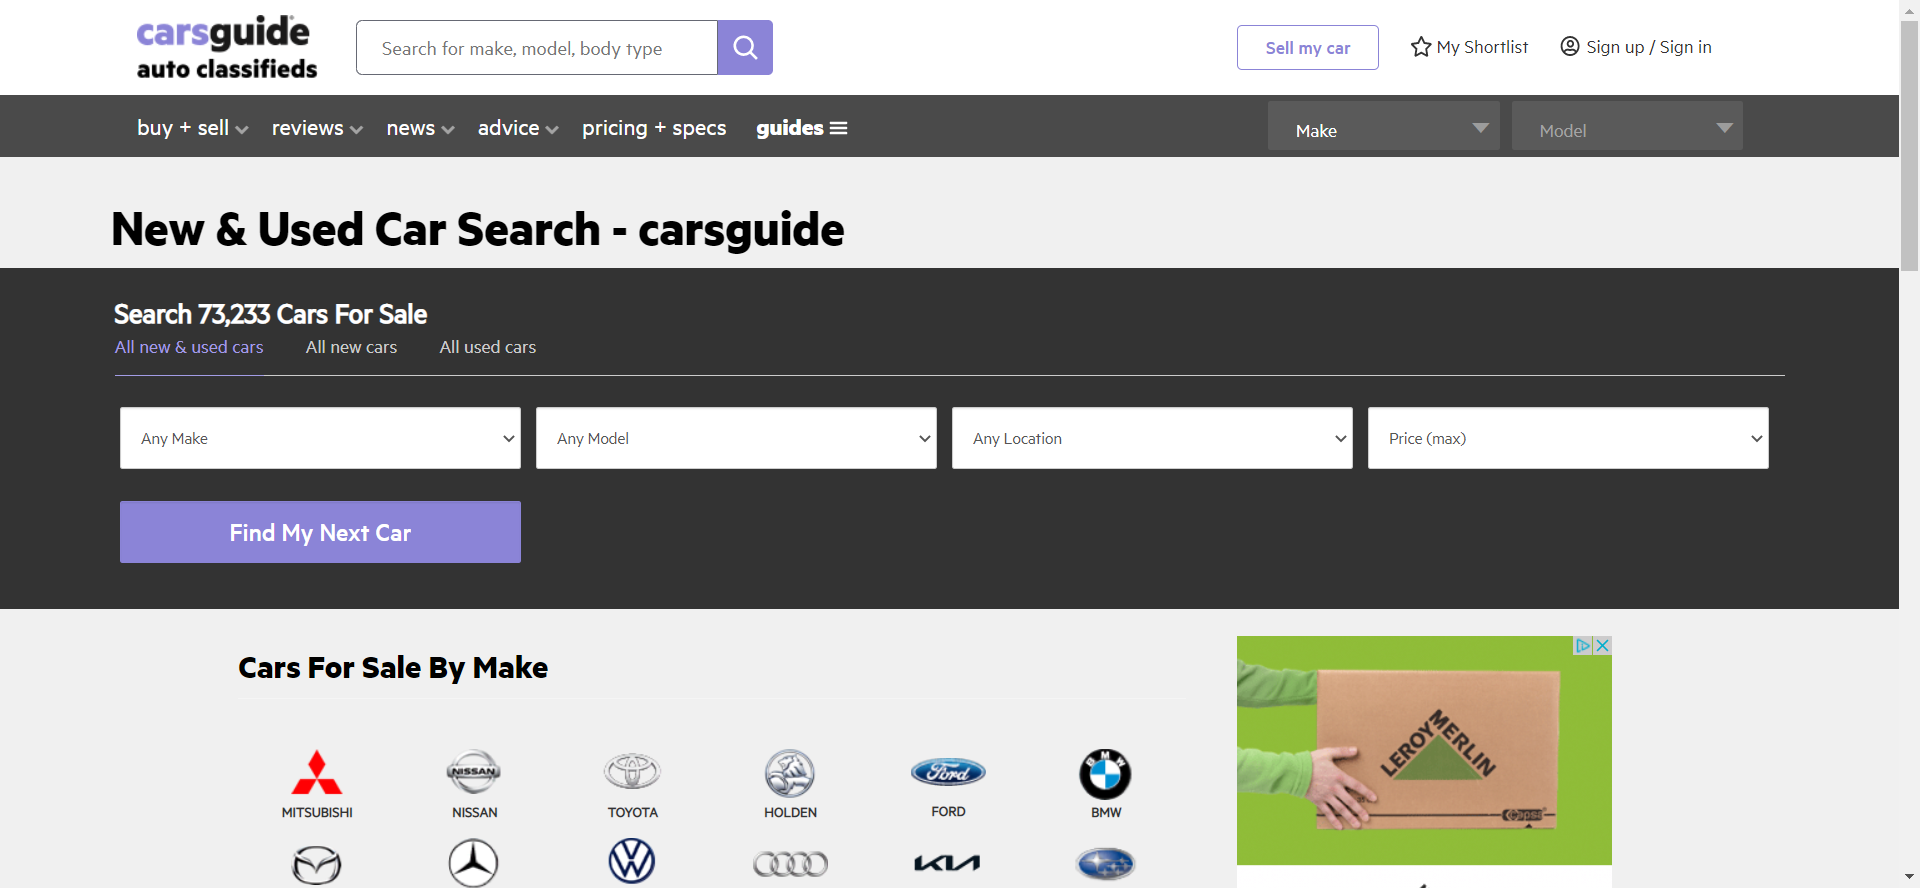 carsguide
auto classifieds
Search for make, model, body type
Sell my car
My Shortlist
Sign up / Sign in
buy + sell
reviews
news
advice
pricing + specs
guides
Make
Model
New & Used Car Search - carsguide
Search 73,233 Cars For Sale
All new & used cars
All new cars
All used cars
Any Make
Any Model
Any Location
Price (max)
Find My Next Car
Cars For Sale By Make
NISSAN
Ford
BMW
MITSUBISHI
NISSAN
TOYOTA
HOLDEN
FORD
BMW
KIA
LEROY MERLIN